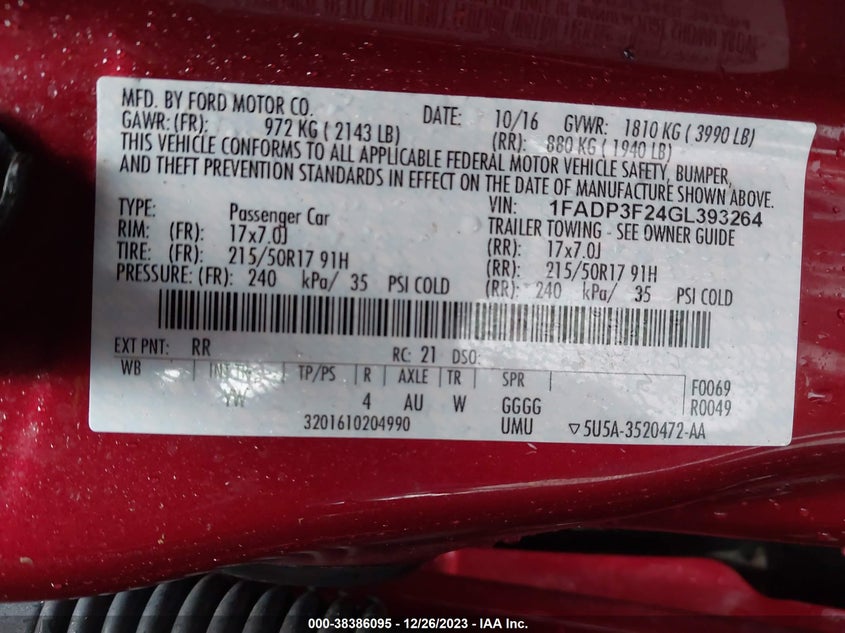 MFD. BY FORD MOTOR CO. DATE: 10/16 GVWR: 1810 KG ( 3990 LB)
GAWR: (FR): 972 KG ( 2143 LB) (RR): 880 KG ( 1940 LB)
THIS VEHICLE CONFORMS TO ALL APPLICABLE FEDERAL MOTOR VEHICLE SAFETY, BUMPER,
AND THEFT PREVENTION STANDARDS IN EFFECT ON THE DATE OF MANUFACTURE SHOWN ABOVE.
VIN: 1FADP3F24GL393264
TYPE: Passenger Car TRAILER TOWING - SEE OWNER GUIDE
RIM: (FR): 17x7.0J (RR): 17x7.0J
TIRE: (FR): 215/50R17 91H (RR): 215/50R17 91H
PRESSURE: (FR): 240 kPa/ 35 PSI COLD (RR): 240 kPa/ 35 PSI COLD
EXT PNT: RR RC: 21 DSO:
WB TP/PS R AXLE TR SPR F0069
4 AU W GGGG R0049
3201610204990 UMU ▽5U5A-3520472-AA
000-38386095 - 12/26/2023 - IAA Inc.